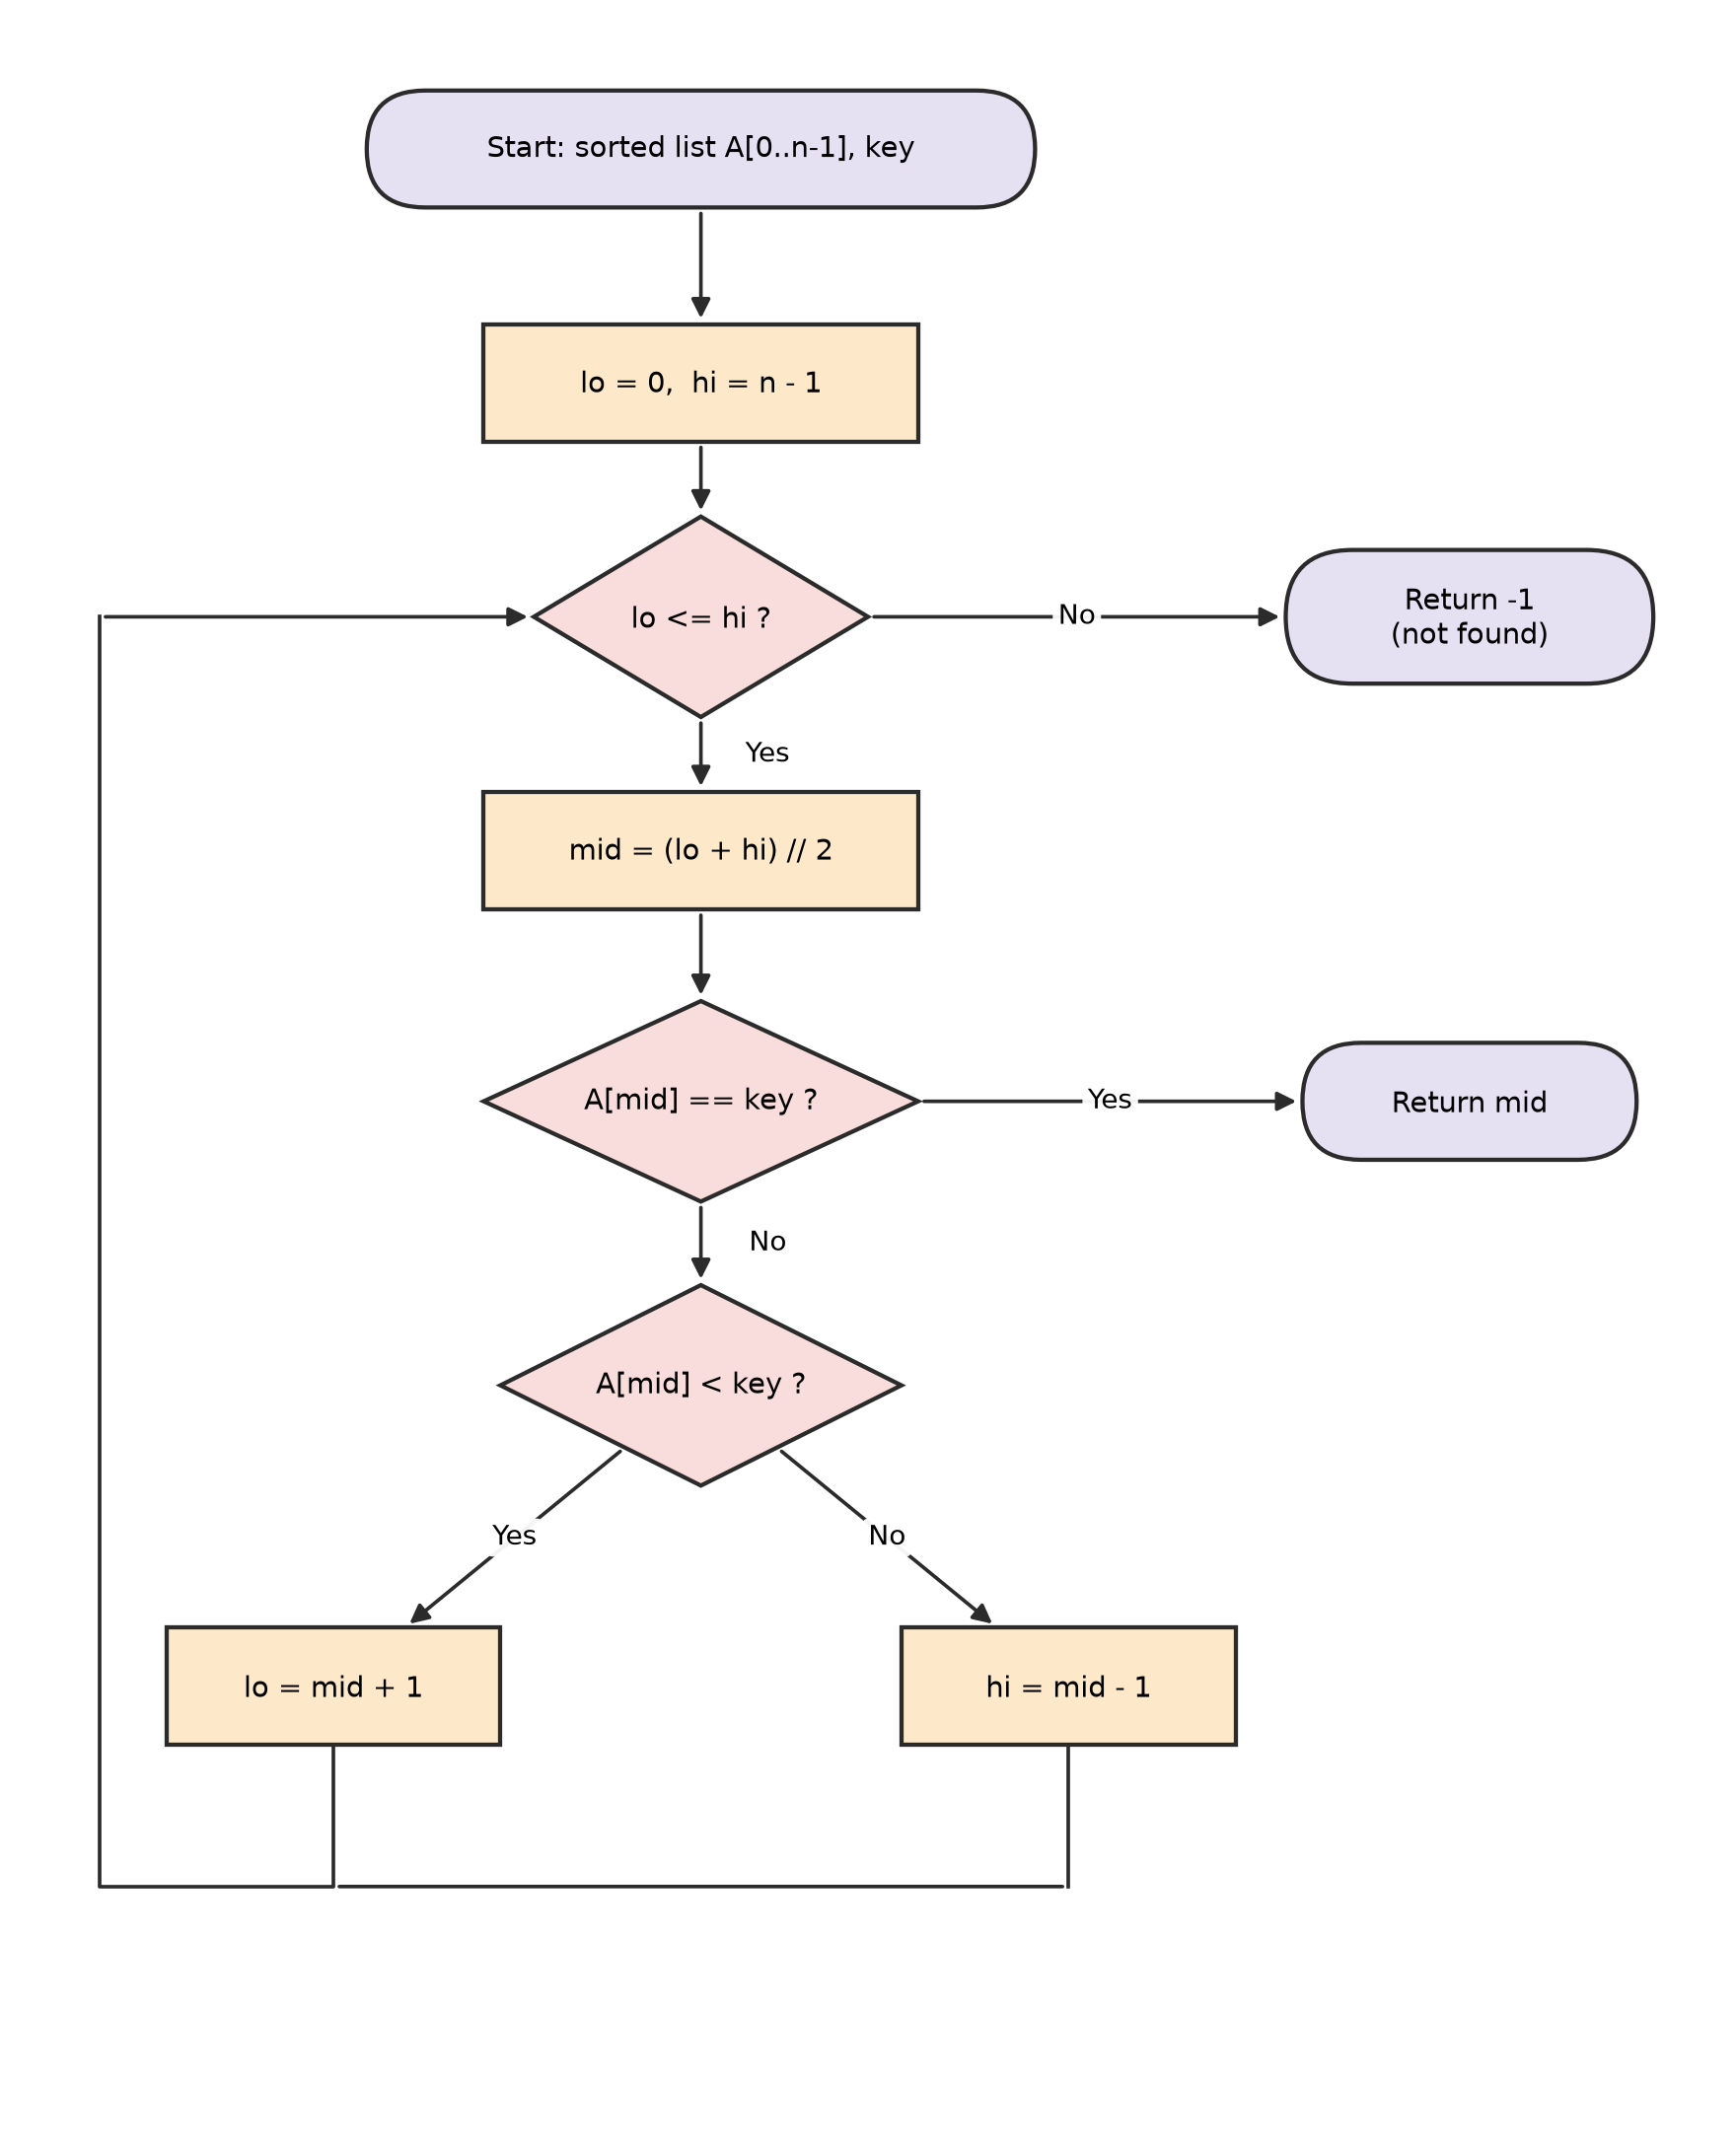 Start: sorted list A[0..n-1], key
lo = 0,  hi = n - 1
lo <= hi ?
No
Return -1
(not found)
Yes
mid = (lo + hi) // 2
A[mid] == key ?
Yes
Return mid
No
A[mid] < key ?
Yes
No
lo = mid + 1
hi = mid - 1